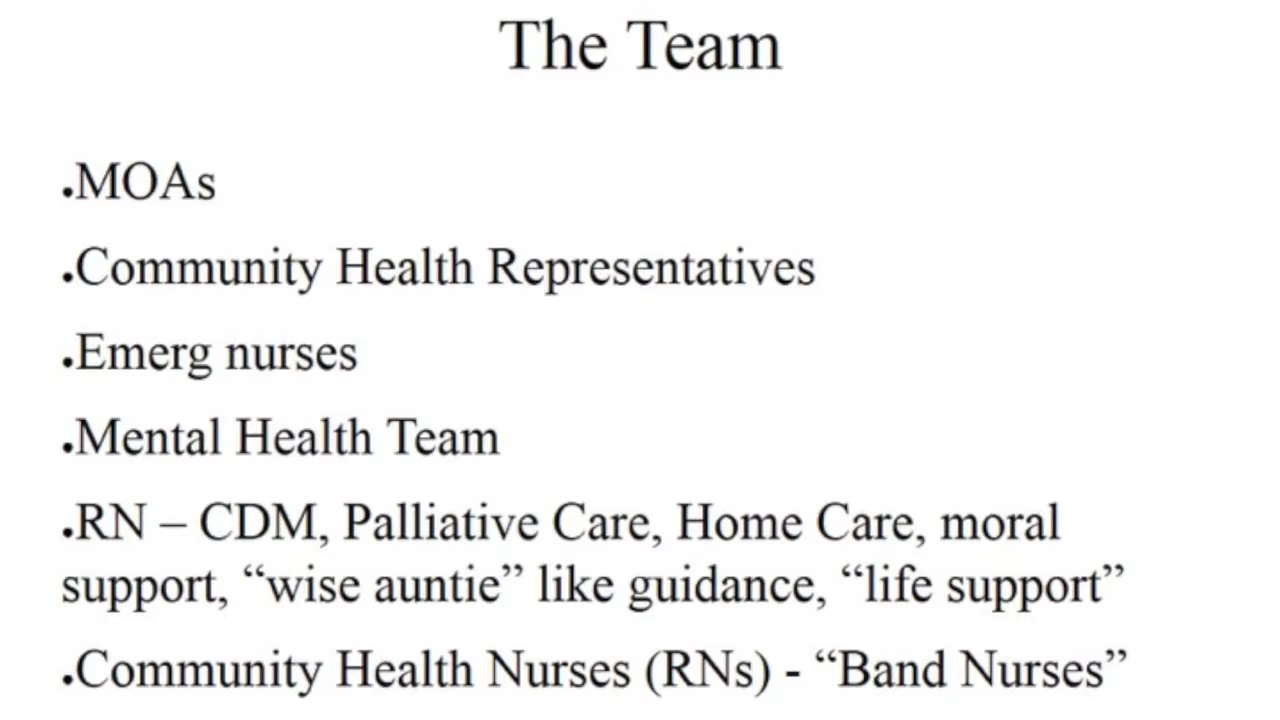 The Team
.MOAs
.Community Health Representatives
.Emerg nurses
.Mental Health Team
.RN – CDM, Palliative Care, Home Care, moral
support, “wise auntie” like guidance, “life support”
.Community Health Nurses (RNs) - “Band Nurses”